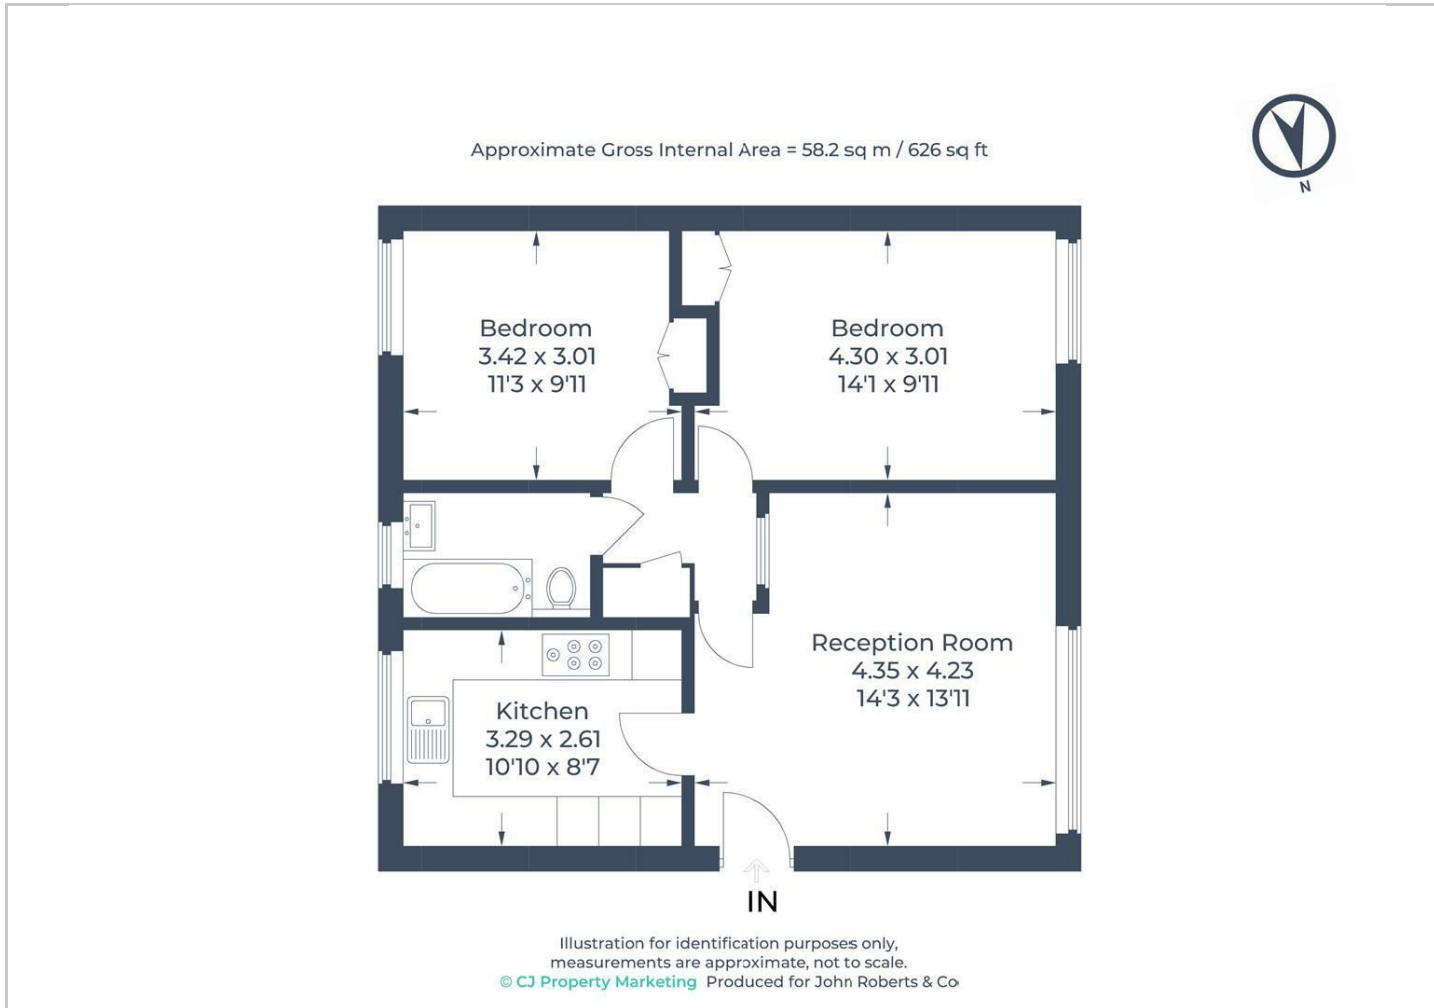 Approximate Gross Internal Area = 58.2 sq m / 626 sq ft
N
Bedroom
3.42 x 3.01
11'3 x 9'11
Bedroom
4.30 x 3.01
14'1 x 9'11
Reception Room
4.35 x 4.23
14'3 x 13'11
Kitchen
3.29 x 2.61
10'10 x 8'7
IN
Illustration for identification purposes only,
measurements are approximate, not to scale.
© CJ Property Marketing Produced for John Roberts & Co